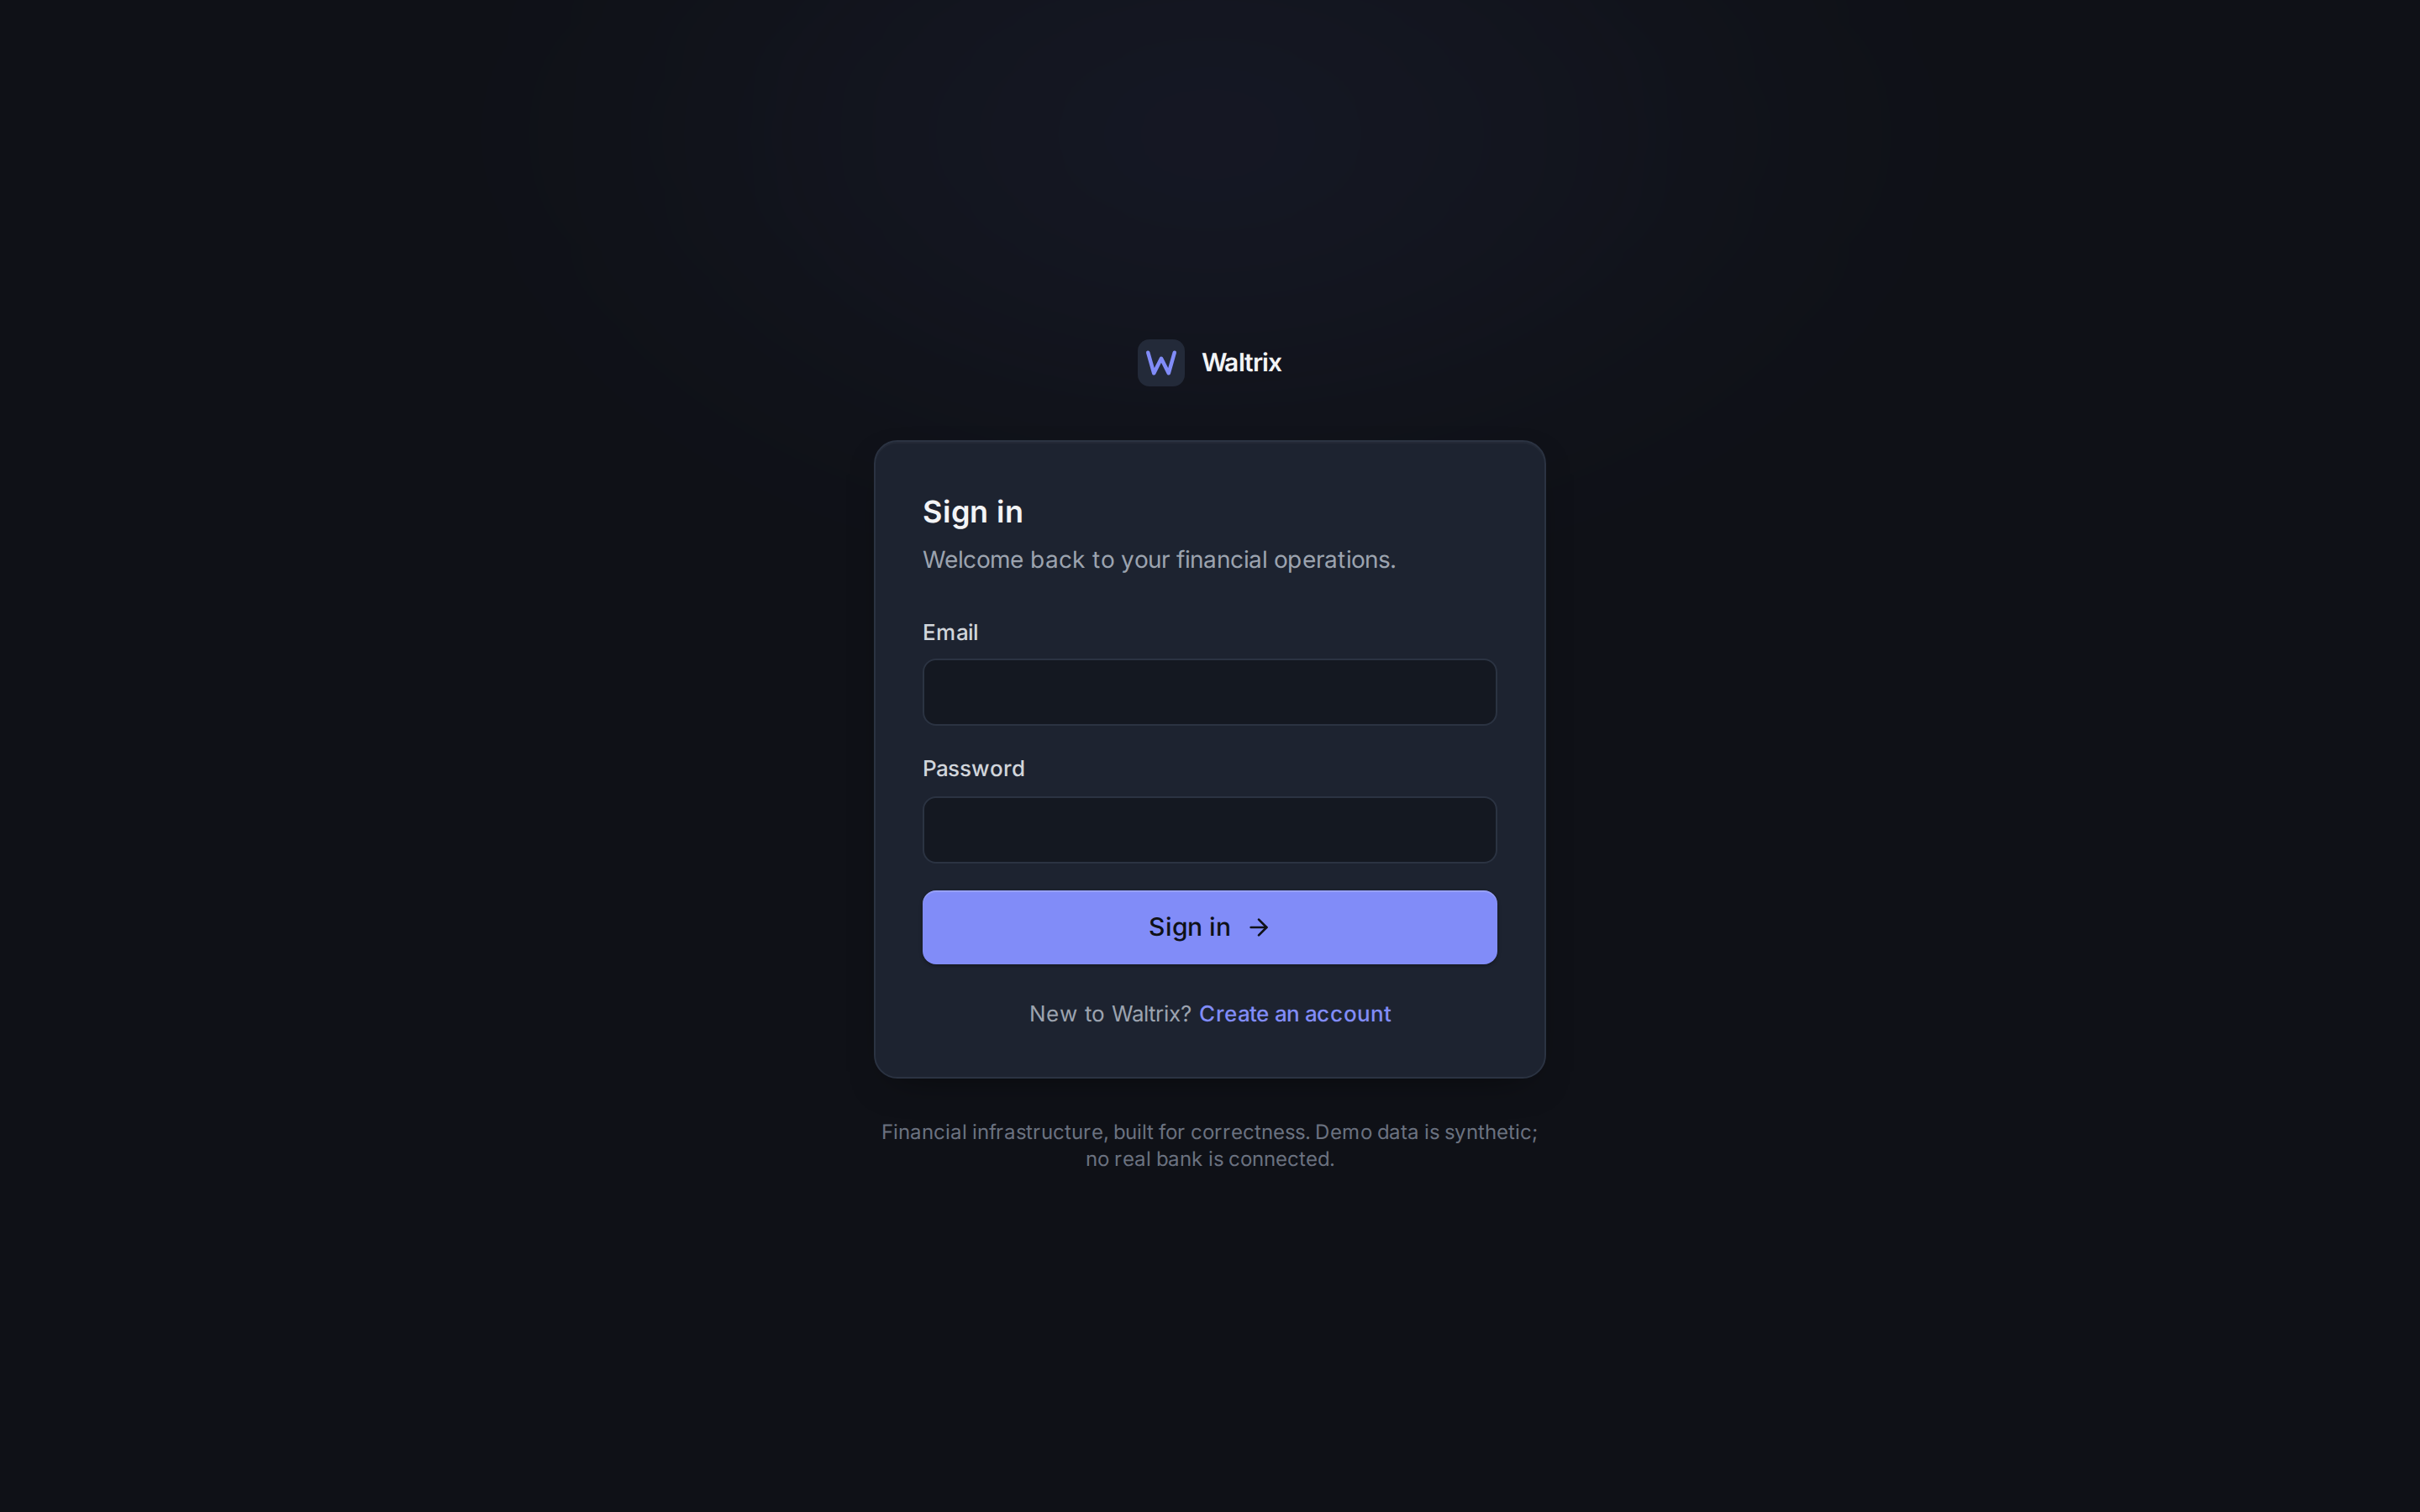 W Waltrix
Sign in
Welcome back to your financial operations.
Email
Password
Sign in →
New to Waltrix? Create an account
Financial infrastructure, built for correctness. Demo data is synthetic;
no real bank is connected.